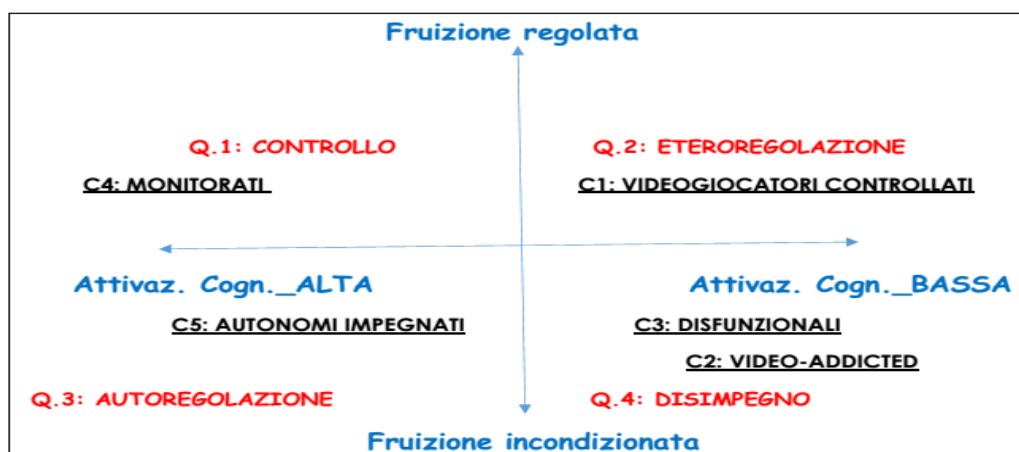 Fruizione regolata
Q.1: CONTROLLO
Q.2: ETEROREGOLAZIONE
C4: MONITORATI
C1: VIDEOGIOCATORI CONTROLLATI
Attivaz. Cogn._ALTA
Attivaz. Cogn._BASSA
C5: AUTONOMI IMPEGNATI
C3: DISFUNZIONALI
C2: VIDEO-ADDICTED
Q.3: AUTOREGOLAZIONE
Q.4: DISIMPEGNO
Fruizione incondizionata